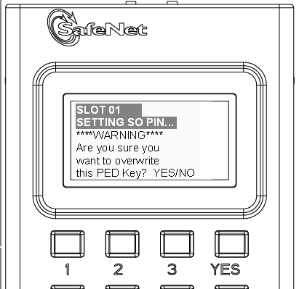 SafeNet
SLOT 01
SETTING SO PIN...
****WARNING****
Are you sure you
want to overwrite
this PED Key? YES/NO
1 2 3 YES